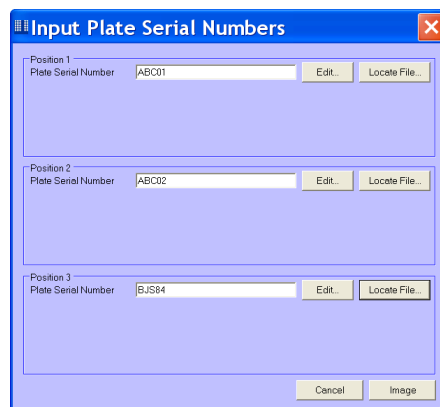 Input Plate Serial Numbers
Position 1
Plate Serial Number ABC01 Edit... Locate File...
Position 2
Plate Serial Number ABC02 Edit... Locate File...
Position 3
Plate Serial Number BJS84 Edit... Locate File...
Cancel Image